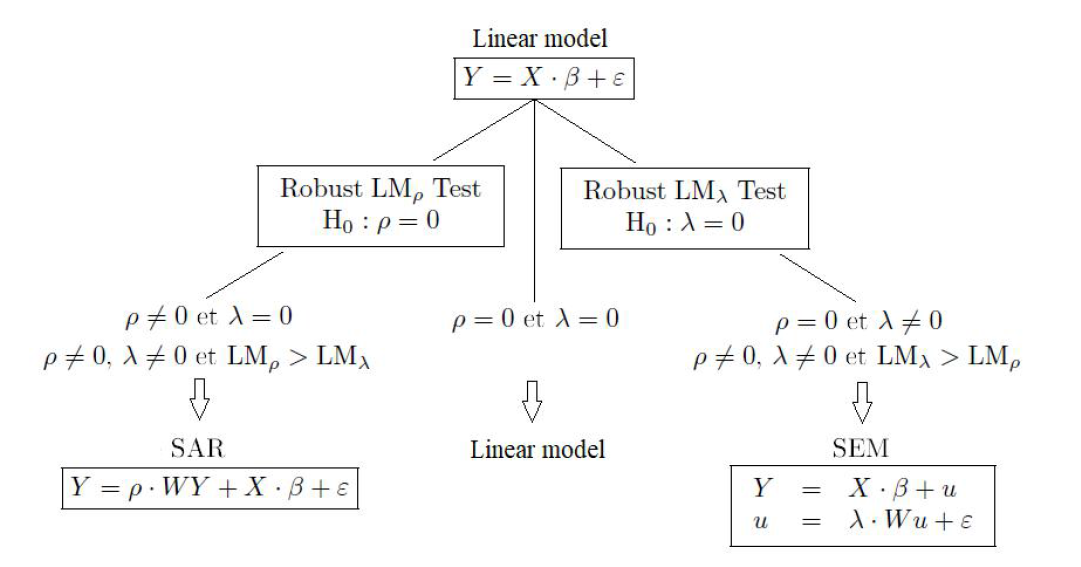 Linear model
Y = X · β + ε
Robust LMρ Test
H0 : ρ = 0
Robust LMλ Test
H0 : λ = 0
ρ ≠ 0 et λ = 0
ρ ≠ 0, λ ≠ 0 et LMρ > LMλ
ρ = 0 et λ = 0
ρ = 0 et λ ≠ 0
ρ ≠ 0, λ ≠ 0 et LMλ > LMρ
SAR
Y = ρ · WY + X · β + ε
Linear model
SEM
Y = X · β + u
u = λ · Wu + ε